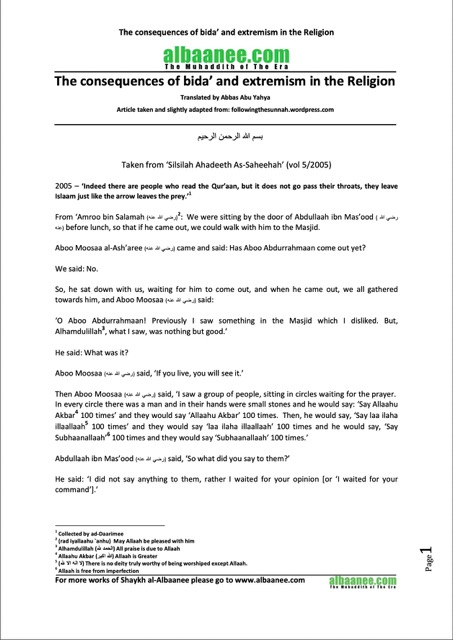 The consequences of bida’ and extremism in the Religion
albaanee.com
The Muhaddith of The Era
The consequences of bida’ and extremism in the Religion
Translated by Abbas Abu Yahya
Article taken and slightly adapted from: followingthesunnah.wordpress.com
بسم الله الرحمن الرحيم
Taken from ‘Silsilah Ahadeeth As-Saheehah’ (vol 5/2005)
2005 – ‘Indeed there are people who read the Qur’aan, but it does not go pass their throats, they leave
Islaam just like the arrow leaves the prey.’¹
From ‘Amroo bin Salamah (رضي الله عنه)²: We were sitting by the door of Abdullaah ibn Mas’ood (رضي الله
عنه) before lunch, so that if he came out, we could walk with him to the Masjid.
Aboo Moosaa al-Ash’aree (رضي الله عنه) came and said: Has Aboo Abdurrahmaan come out yet?
We said: No.
So, he sat down with us, waiting for him to come out, and when he came out, we all gathered
towards him, and Aboo Moosaa (رضي الله عنه) said:
‘O Aboo Abdurrahmaan! Previously I saw something in the Masjid which I disliked. But,
Alhamdulillah³, what I saw, was nothing but good.’
He said: What was it?
Aboo Moosaa (رضي الله عنه) said, ‘If you live, you will see it.’
Then Aboo Moosaa (رضي الله عنه) said, ‘I saw a group of people, sitting in circles waiting for the prayer.
In every circle there was a man and in their hands were small stones and he would say: ‘Say Allaahu
Akbar⁴ 100 times’ and they would say ‘Allaahu Akbar’ 100 times. Then, he would say, ‘Say laa ilaha
illaallaah⁵ 100 times’ and they would say ‘laa ilaha illaallaah’ 100 times and he would say, ‘Say
Subhaanallaah’⁶ 100 times and they would say ‘Subhaanallaah’ 100 times.’
Abdullaah ibn Mas’ood (رضي الله عنه) said, ‘So what did you say to them?’
He said: ‘I did not say anything to them, rather I waited for your opinion [or ‘I waited for your
command’].’
¹ Collected by ad-Daarimee
² (rad iyallaahu `anhu) May Allaah be pleased with him
³ Alhamdulillah (الحمد لله) All praise is due to Allaah
⁴ Allaahu Akbar (الله اكبر) Allaah is Greater
⁵ (لا اله الا الله) There is no deity truly worthy of being worshiped except Allaah.
⁶ Allaah is free from imperfection
For more works of Shaykh al-Albaanee please go to www.albaanee.com
albaanee.com
The Muhaddith of The Era
Page1